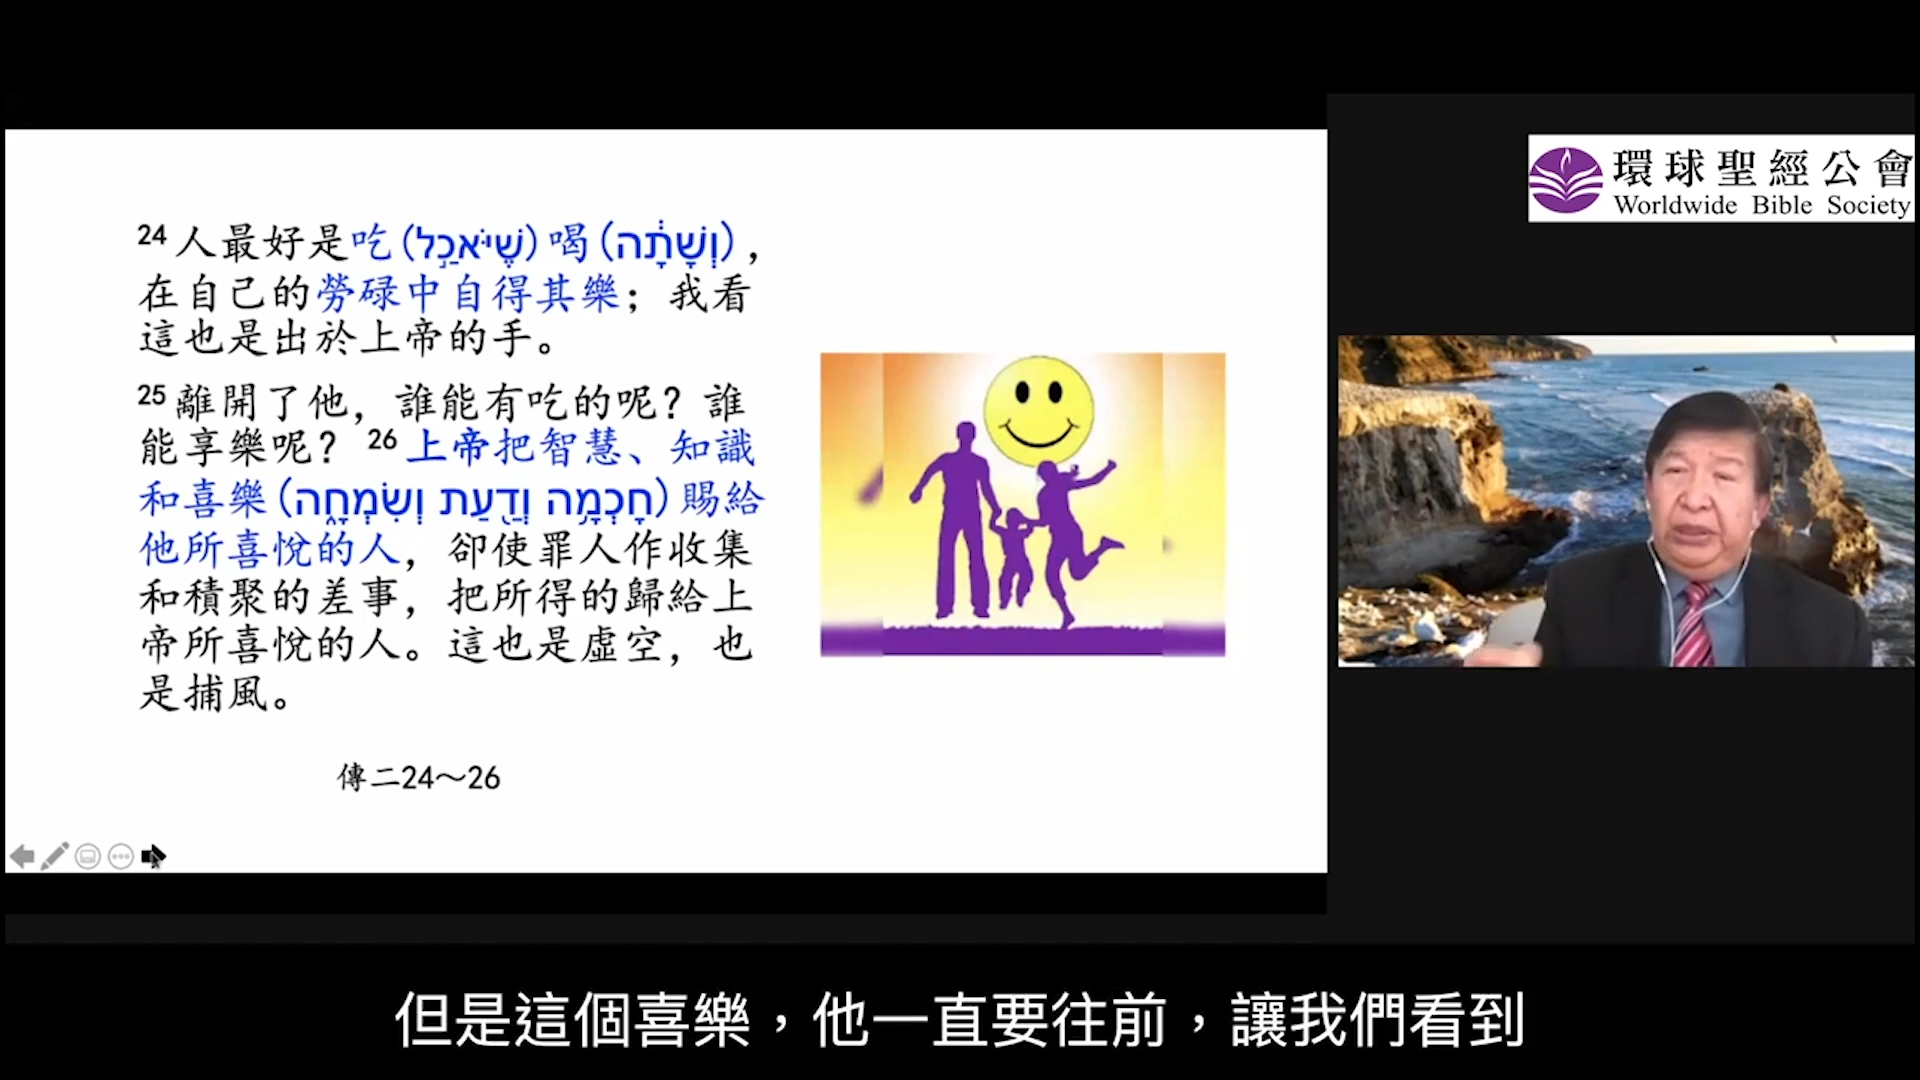 環球聖經公會
Worldwide Bible Society
24 人最好是吃(שֶׁיֹּאכַ֣ל)喝(וְשָׁתָ֔ה),
在自己的勞碌中自得其樂;我看
這也是出於上帝的手。
25 離開了他,誰能有吃的呢?誰
能享樂呢? 26 上帝把智慧、知識
和喜樂(חָכְמָ֥ה וְדַ֖עַת וְשִׂמְחָ֑ה)賜給
他所喜悅的人,卻使罪人作收集
和積聚的差事,把所得的歸給上
帝所喜悅的人。這也是虛空,也
是捕風。
傳二24～26
但是這個喜樂,他一直要往前,讓我們看到